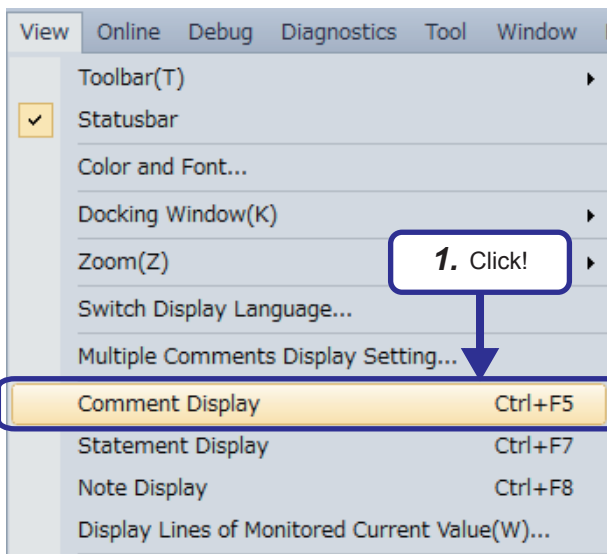 View Online Debug Diagnostics Tool Window
Toolbar(T)
Statusbar
Color and Font...
Docking Window(K)
Zoom(Z)
1. Click!
Switch Display Language...
Multiple Comments Display Setting...
Comment Display Ctrl+F5
Statement Display Ctrl+F7
Note Display Ctrl+F8
Display Lines of Monitored Current Value(W)...